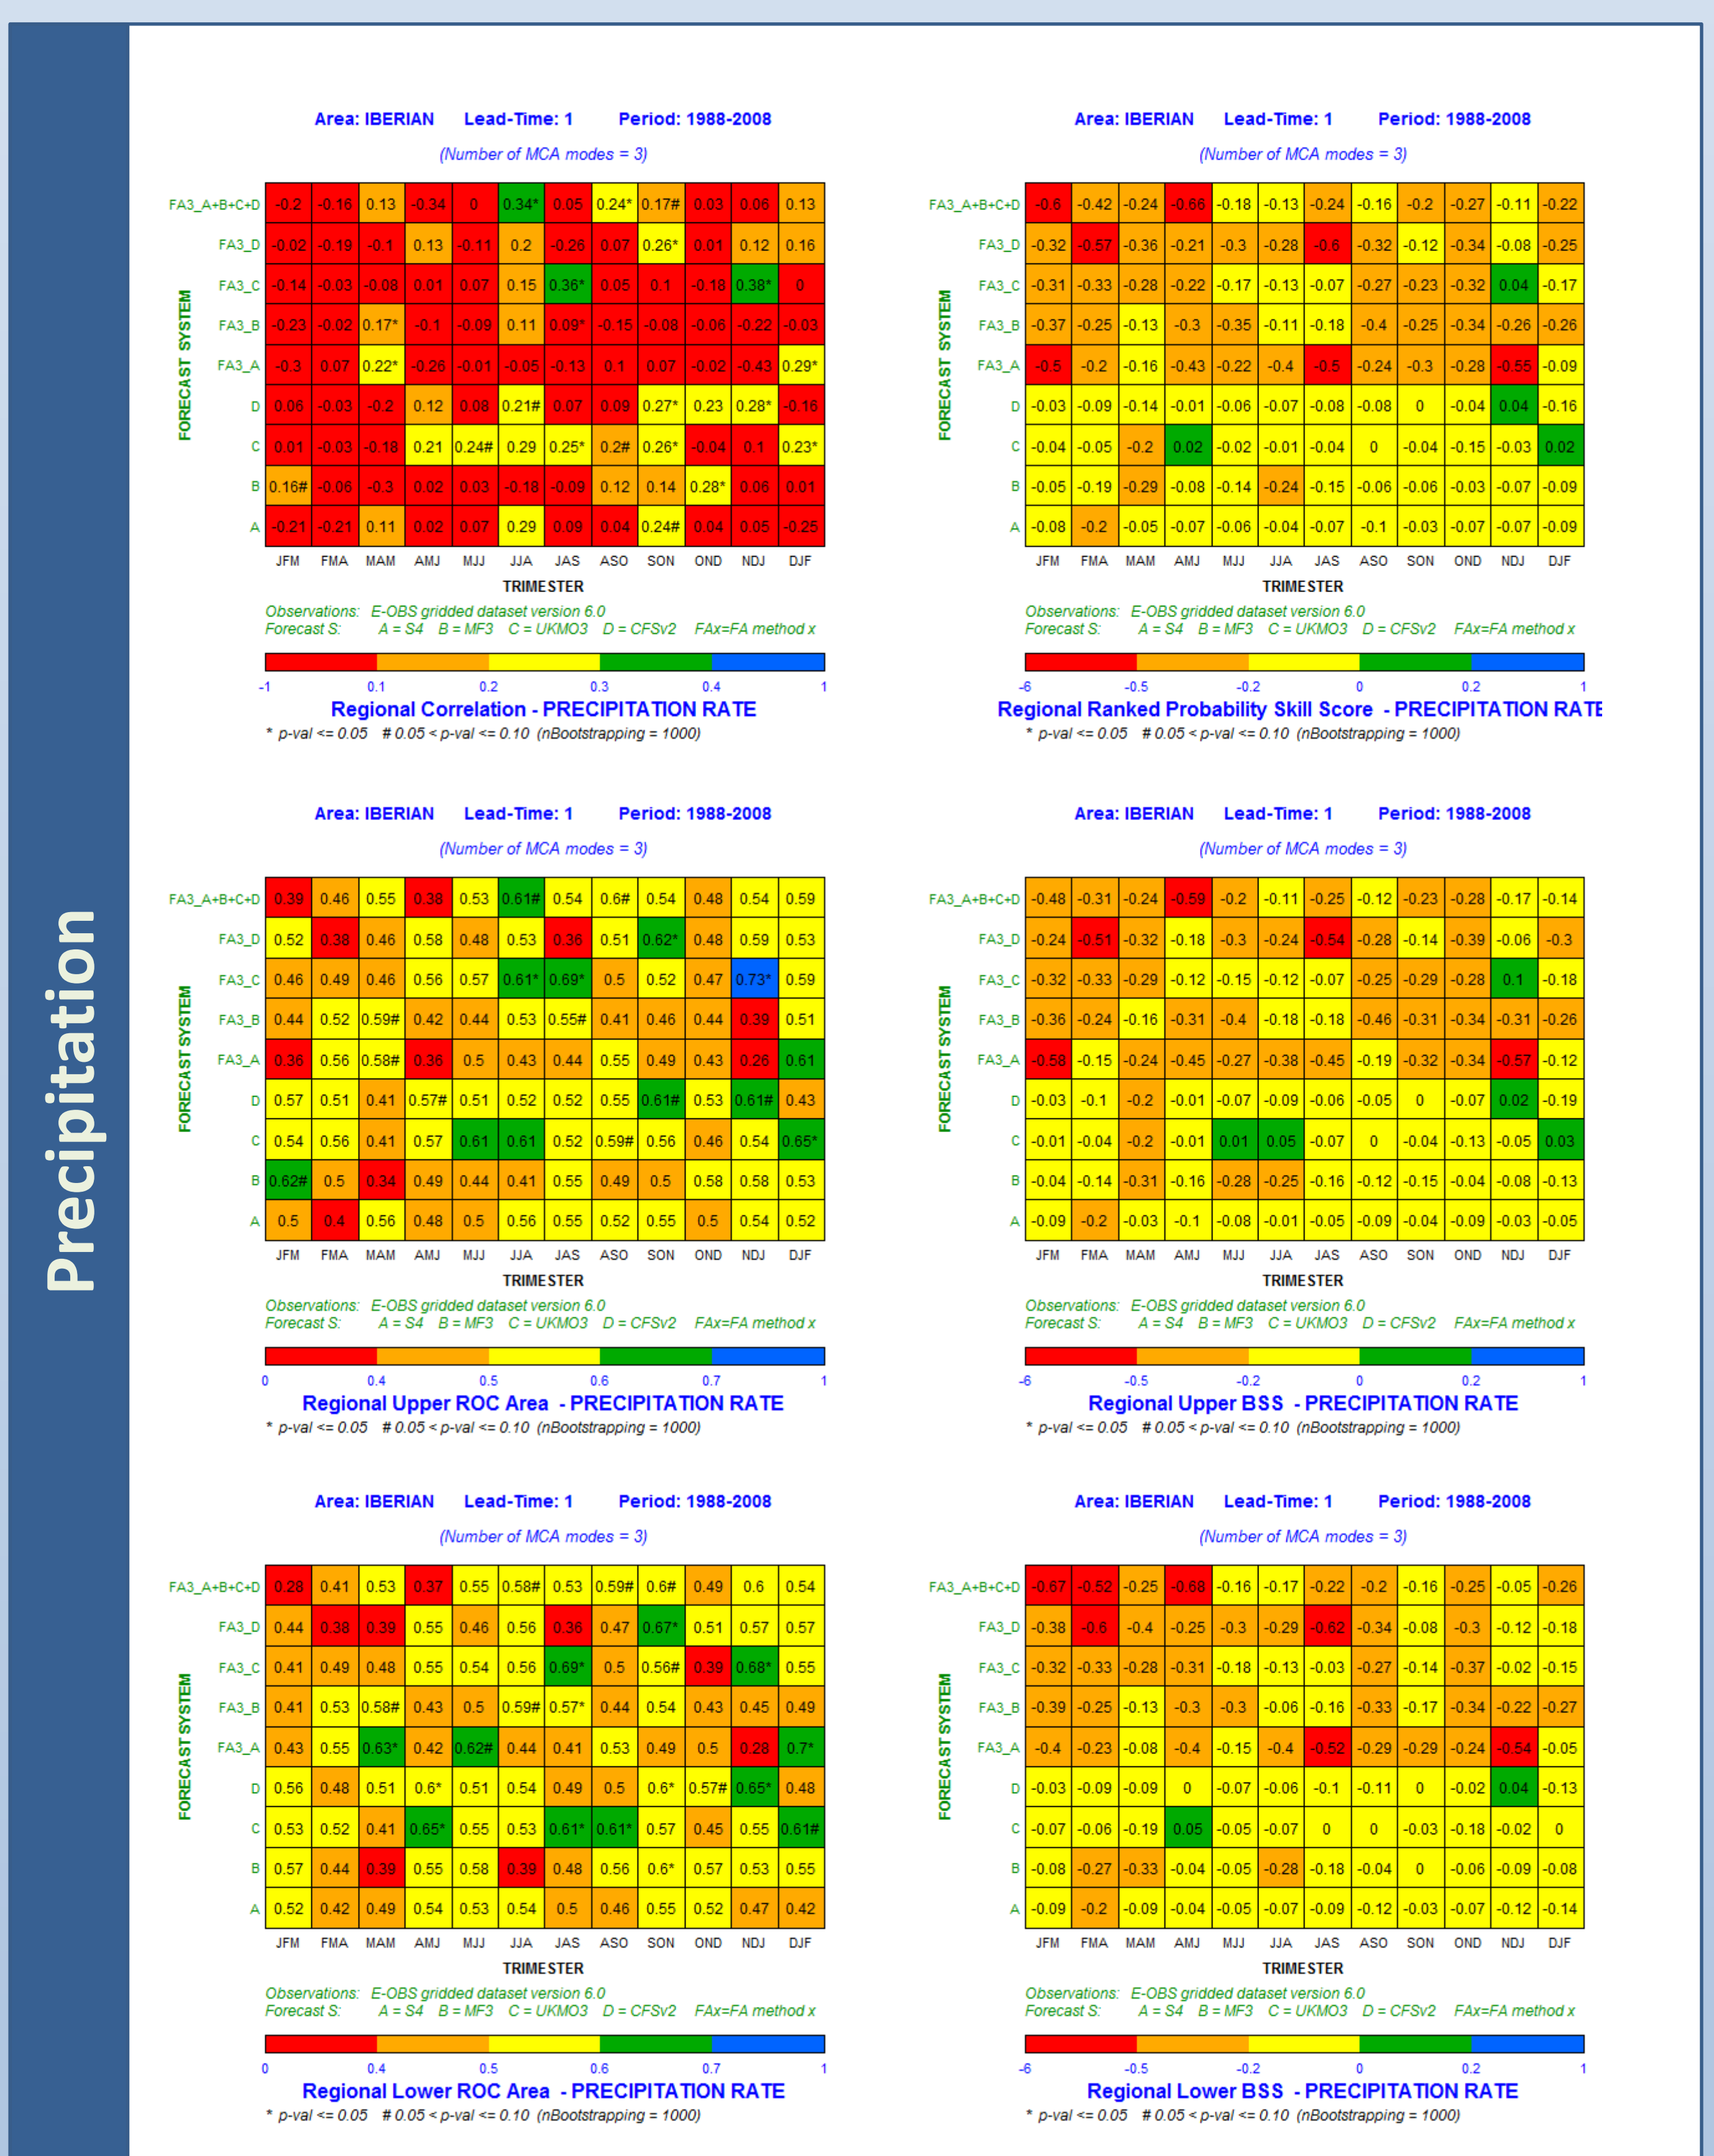 Precipitation
Area: IBERIAN Lead-Time: 1 Period: 1988-2008
(Number of MCA modes = 3)
FORECAST SYSTEM
FA3_A+B+C+D -0.2 -0.16 0.13 -0.34 0 0.34* 0.05 0.24* 0.17# 0.03 0.06 0.13
FA3_D -0.02 -0.19 -0.1 0.13 -0.11 0.2 -0.26 0.07 0.26* 0.01 0.12 0.16
FA3_C -0.14 -0.03 -0.08 0.01 0.07 0.15 0.36* 0.05 0.1 -0.18 0.38* 0
FA3_B -0.23 -0.02 0.17* -0.1 -0.09 0.11 0.09* -0.15 -0.08 -0.06 -0.22 -0.03
FA3_A -0.3 0.07 0.22* -0.26 -0.01 -0.05 -0.13 0.1 0.07 -0.02 -0.43 0.29*
D 0.06 -0.03 -0.2 0.12 0.08 0.21# 0.07 0.09 0.27* 0.23 0.28* -0.16
C 0.01 -0.03 -0.18 0.21 0.24# 0.29 0.25* 0.2# 0.26* -0.04 0.1 0.23*
B 0.16# -0.06 -0.3 0.02 0.03 -0.18 -0.09 0.12 0.14 0.28* 0.06 0.01
A -0.21 -0.21 0.11 0.02 0.07 0.29 0.09 0.04 0.24# 0.04 0.05 -0.25
JFM FMA MAM AMJ MJJ JJA JAS ASO SON OND NDJ DJF
TRIMESTER
Observations: E-OBS gridded dataset version 6.0
Forecast S: A = S4 B = MF3 C = UKMO3 D = CFSv2 FAx=FA method x
-1 0.1 0.2 0.3 0.4 1
Regional Correlation - PRECIPITATION RATE
* p-val <= 0.05 # 0.05 < p-val <= 0.10 (nBootstrapping = 1000)
Area: IBERIAN Lead-Time: 1 Period: 1988-2008
(Number of MCA modes = 3)
FORECAST SYSTEM
FA3_A+B+C+D -0.6 -0.42 -0.24 -0.66 -0.18 -0.13 -0.24 -0.16 -0.2 -0.27 -0.11 -0.22
FA3_D -0.32 -0.57 -0.36 -0.21 -0.3 -0.28 -0.6 -0.32 -0.12 -0.34 -0.08 -0.25
FA3_C -0.31 -0.33 -0.28 -0.22 -0.17 -0.13 -0.07 -0.27 -0.23 -0.32 0.04 -0.17
FA3_B -0.37 -0.25 -0.13 -0.3 -0.35 -0.11 -0.18 -0.4 -0.25 -0.34 -0.26 -0.26
FA3_A -0.5 -0.2 -0.16 -0.43 -0.22 -0.4 -0.5 -0.24 -0.3 -0.28 -0.55 -0.09
D -0.03 -0.09 -0.14 -0.01 -0.06 -0.07 -0.08 -0.08 0 -0.04 0.04 -0.16
C -0.04 -0.05 -0.2 0.02 -0.02 -0.01 -0.04 0 -0.04 -0.15 -0.03 0.02
B -0.05 -0.19 -0.29 -0.08 -0.14 -0.24 -0.15 -0.06 -0.06 -0.03 -0.07 -0.09
A -0.08 -0.2 -0.05 -0.07 -0.06 -0.04 -0.07 -0.1 -0.03 -0.07 -0.07 -0.09
JFM FMA MAM AMJ MJJ JJA JAS ASO SON OND NDJ DJF
TRIMESTER
Observations: E-OBS gridded dataset version 6.0
Forecast S: A = S4 B = MF3 C = UKMO3 D = CFSv2 FAx=FA method x
-6 -0.5 -0.2 0 0.2 1
Regional Ranked Probability Skill Score - PRECIPITATION RATE
* p-val <= 0.05 # 0.05 < p-val <= 0.10 (nBootstrapping = 1000)
Area: IBERIAN Lead-Time: 1 Period: 1988-2008
(Number of MCA modes = 3)
FORECAST SYSTEM
FA3_A+B+C+D 0.39 0.46 0.55 0.38 0.53 0.61# 0.54 0.6# 0.54 0.48 0.54 0.59
FA3_D 0.52 0.38 0.46 0.58 0.48 0.53 0.36 0.51 0.62* 0.48 0.59 0.53
FA3_C 0.46 0.49 0.46 0.56 0.57 0.61* 0.69* 0.5 0.52 0.47 0.73* 0.59
FA3_B 0.44 0.52 0.59# 0.42 0.44 0.53 0.55# 0.41 0.46 0.44 0.39 0.51
FA3_A 0.36 0.56 0.58# 0.36 0.5 0.43 0.44 0.55 0.49 0.43 0.26 0.61
D 0.57 0.51 0.41 0.57# 0.51 0.52 0.52 0.55 0.61# 0.53 0.61# 0.43
C 0.54 0.56 0.41 0.57 0.61 0.61 0.52 0.59# 0.56 0.46 0.54 0.65*
B 0.62# 0.5 0.34 0.49 0.44 0.41 0.55 0.49 0.5 0.58 0.58 0.53
A 0.5 0.4 0.56 0.48 0.5 0.56 0.55 0.52 0.55 0.5 0.54 0.52
JFM FMA MAM AMJ MJJ JJA JAS ASO SON OND NDJ DJF
TRIMESTER
Observations: E-OBS gridded dataset version 6.0
Forecast S: A = S4 B = MF3 C = UKMO3 D = CFSv2 FAx=FA method x
0 0.4 0.5 0.6 0.7 1
Regional Upper ROC Area - PRECIPITATION RATE
* p-val <= 0.05 # 0.05 < p-val <= 0.10 (nBootstrapping = 1000)
Area: IBERIAN Lead-Time: 1 Period: 1988-2008
(Number of MCA modes = 3)
FORECAST SYSTEM
FA3_A+B+C+D -0.48 -0.31 -0.24 -0.59 -0.2 -0.11 -0.25 -0.12 -0.23 -0.28 -0.17 -0.14
FA3_D -0.24 -0.51 -0.32 -0.18 -0.3 -0.24 -0.54 -0.28 -0.14 -0.39 -0.06 -0.3
FA3_C -0.32 -0.33 -0.29 -0.12 -0.15 -0.12 -0.07 -0.25 -0.29 -0.28 0.1 -0.18
FA3_B -0.36 -0.24 -0.16 -0.31 -0.4 -0.18 -0.18 -0.46 -0.31 -0.34 -0.31 -0.26
FA3_A -0.58 -0.15 -0.24 -0.45 -0.27 -0.38 -0.45 -0.19 -0.32 -0.34 -0.57 -0.12
D -0.03 -0.1 -0.2 -0.01 -0.07 -0.09 -0.06 -0.05 0 -0.07 0.02 -0.19
C -0.01 -0.04 -0.2 -0.01 0.01 0.05 -0.07 0 -0.04 -0.13 -0.05 0.03
B -0.04 -0.14 -0.31 -0.16 -0.28 -0.25 -0.16 -0.12 -0.15 -0.04 -0.08 -0.13
A -0.09 -0.2 -0.03 -0.1 -0.08 -0.01 -0.05 -0.09 -0.04 -0.09 -0.03 -0.05
JFM FMA MAM AMJ MJJ JJA JAS ASO SON OND NDJ DJF
TRIMESTER
Observations: E-OBS gridded dataset version 6.0
Forecast S: A = S4 B = MF3 C = UKMO3 D = CFSv2 FAx=FA method x
-6 -0.5 -0.2 0 0.2 1
Regional Upper BSS - PRECIPITATION RATE
* p-val <= 0.05 # 0.05 < p-val <= 0.10 (nBootstrapping = 1000)
Area: IBERIAN Lead-Time: 1 Period: 1988-2008
(Number of MCA modes = 3)
FORECAST SYSTEM
FA3_A+B+C+D 0.28 0.41 0.53 0.37 0.55 0.58# 0.53 0.59# 0.6# 0.49 0.6 0.54
FA3_D 0.44 0.38 0.39 0.55 0.46 0.56 0.36 0.47 0.67* 0.51 0.57 0.57
FA3_C 0.41 0.49 0.48 0.55 0.54 0.56 0.69* 0.5 0.56# 0.39 0.68* 0.55
FA3_B 0.41 0.53 0.58# 0.43 0.5 0.59# 0.57* 0.44 0.54 0.43 0.45 0.49
FA3_A 0.43 0.55 0.63* 0.42 0.62# 0.44 0.41 0.53 0.49 0.5 0.28 0.7*
D 0.56 0.48 0.51 0.6* 0.51 0.54 0.49 0.5 0.6* 0.57# 0.65* 0.48
C 0.53 0.52 0.41 0.65* 0.55 0.53 0.61* 0.61* 0.57 0.45 0.55 0.61#
B 0.57 0.44 0.39 0.55 0.58 0.39 0.48 0.56 0.6* 0.57 0.53 0.55
A 0.52 0.42 0.49 0.54 0.53 0.54 0.5 0.46 0.55 0.52 0.47 0.42
JFM FMA MAM AMJ MJJ JJA JAS ASO SON OND NDJ DJF
TRIMESTER
Observations: E-OBS gridded dataset version 6.0
Forecast S: A = S4 B = MF3 C = UKMO3 D = CFSv2 FAx=FA method x
0 0.4 0.5 0.6 0.7 1
Regional Lower ROC Area - PRECIPITATION RATE
* p-val <= 0.05 # 0.05 < p-val <= 0.10 (nBootstrapping = 1000)
Area: IBERIAN Lead-Time: 1 Period: 1988-2008
(Number of MCA modes = 3)
FORECAST SYSTEM
FA3_A+B+C+D -0.67 -0.52 -0.25 -0.68 -0.16 -0.17 -0.22 -0.2 -0.16 -0.25 -0.05 -0.26
FA3_D -0.38 -0.6 -0.4 -0.25 -0.3 -0.29 -0.62 -0.34 -0.08 -0.3 -0.12 -0.18
FA3_C -0.32 -0.33 -0.28 -0.31 -0.18 -0.13 -0.03 -0.27 -0.14 -0.37 -0.02 -0.15
FA3_B -0.39 -0.25 -0.13 -0.3 -0.3 -0.06 -0.16 -0.33 -0.17 -0.34 -0.22 -0.27
FA3_A -0.4 -0.23 -0.08 -0.4 -0.15 -0.4 -0.52 -0.29 -0.29 -0.24 -0.54 -0.05
D -0.03 -0.09 -0.09 0 -0.07 -0.06 -0.1 -0.11 0 -0.02 0.04 -0.13
C -0.07 -0.06 -0.19 0.05 -0.05 -0.07 0 0 -0.03 -0.18 -0.02 0
B -0.08 -0.27 -0.33 -0.04 -0.05 -0.28 -0.18 -0.04 0 -0.06 -0.09 -0.08
A -0.09 -0.2 -0.09 -0.04 -0.05 -0.07 -0.09 -0.12 -0.03 -0.07 -0.12 -0.14
JFM FMA MAM AMJ MJJ JJA JAS ASO SON OND NDJ DJF
TRIMESTER
Observations: E-OBS gridded dataset version 6.0
Forecast S: A = S4 B = MF3 C = UKMO3 D = CFSv2 FAx=FA method x
-6 -0.5 -0.2 0 0.2 1
Regional Lower BSS - PRECIPITATION RATE
* p-val <= 0.05 # 0.05 < p-val <= 0.10 (nBootstrapping = 1000)